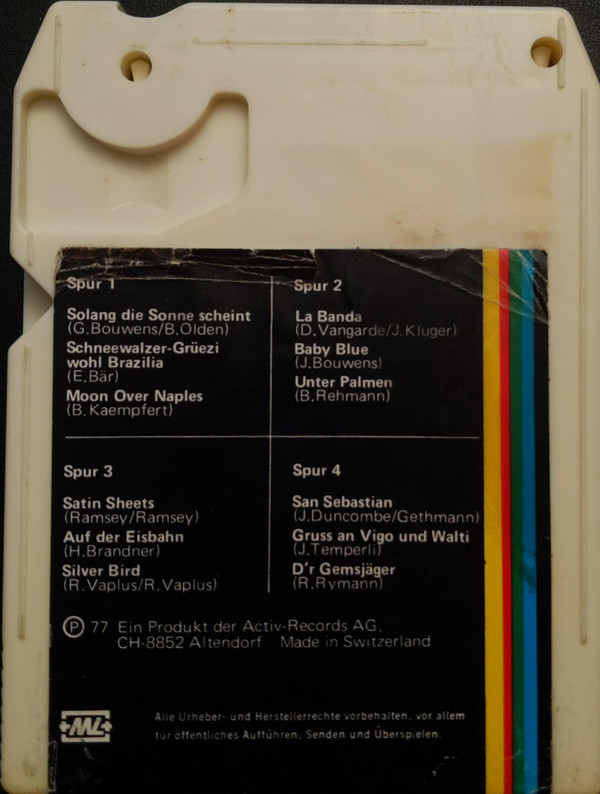 Spur 1
Solang die Sonne scheint
(G.Bouwens/B.Olden)
Schneewalzer-Grüezi
wohl Brazilia
(E.Bär)
Moon Over Naples
(B. Kaempfert)
Spur 2
La Banda
(D.Vangarde/J.Kluger)
Baby Blue
(J.Bouwens)
Unter Palmen
(B.Rehmann)
Spur 3
Satin Sheets
(Ramsey/Ramsey)
Auf der Eisbahn
(H.Brandner)
Silver Bird
(R.Vaplus/R.Vaplus)
Spur 4
San Sebastian
(J.Duncombe/Gethmann)
Gruss an Vigo und Walti
(J.Temperli)
D'r Gemsjäger
(R.Rymann)
Ⓟ 77 Ein Produkt der Activ-Records AG,
CH-8852 Altendorf Made in Switzerland
ML
Alle Urheber- und Herstellerrechte vorbehalten, vor allem
für öffentliches Aufführen, Senden und Überspielen.